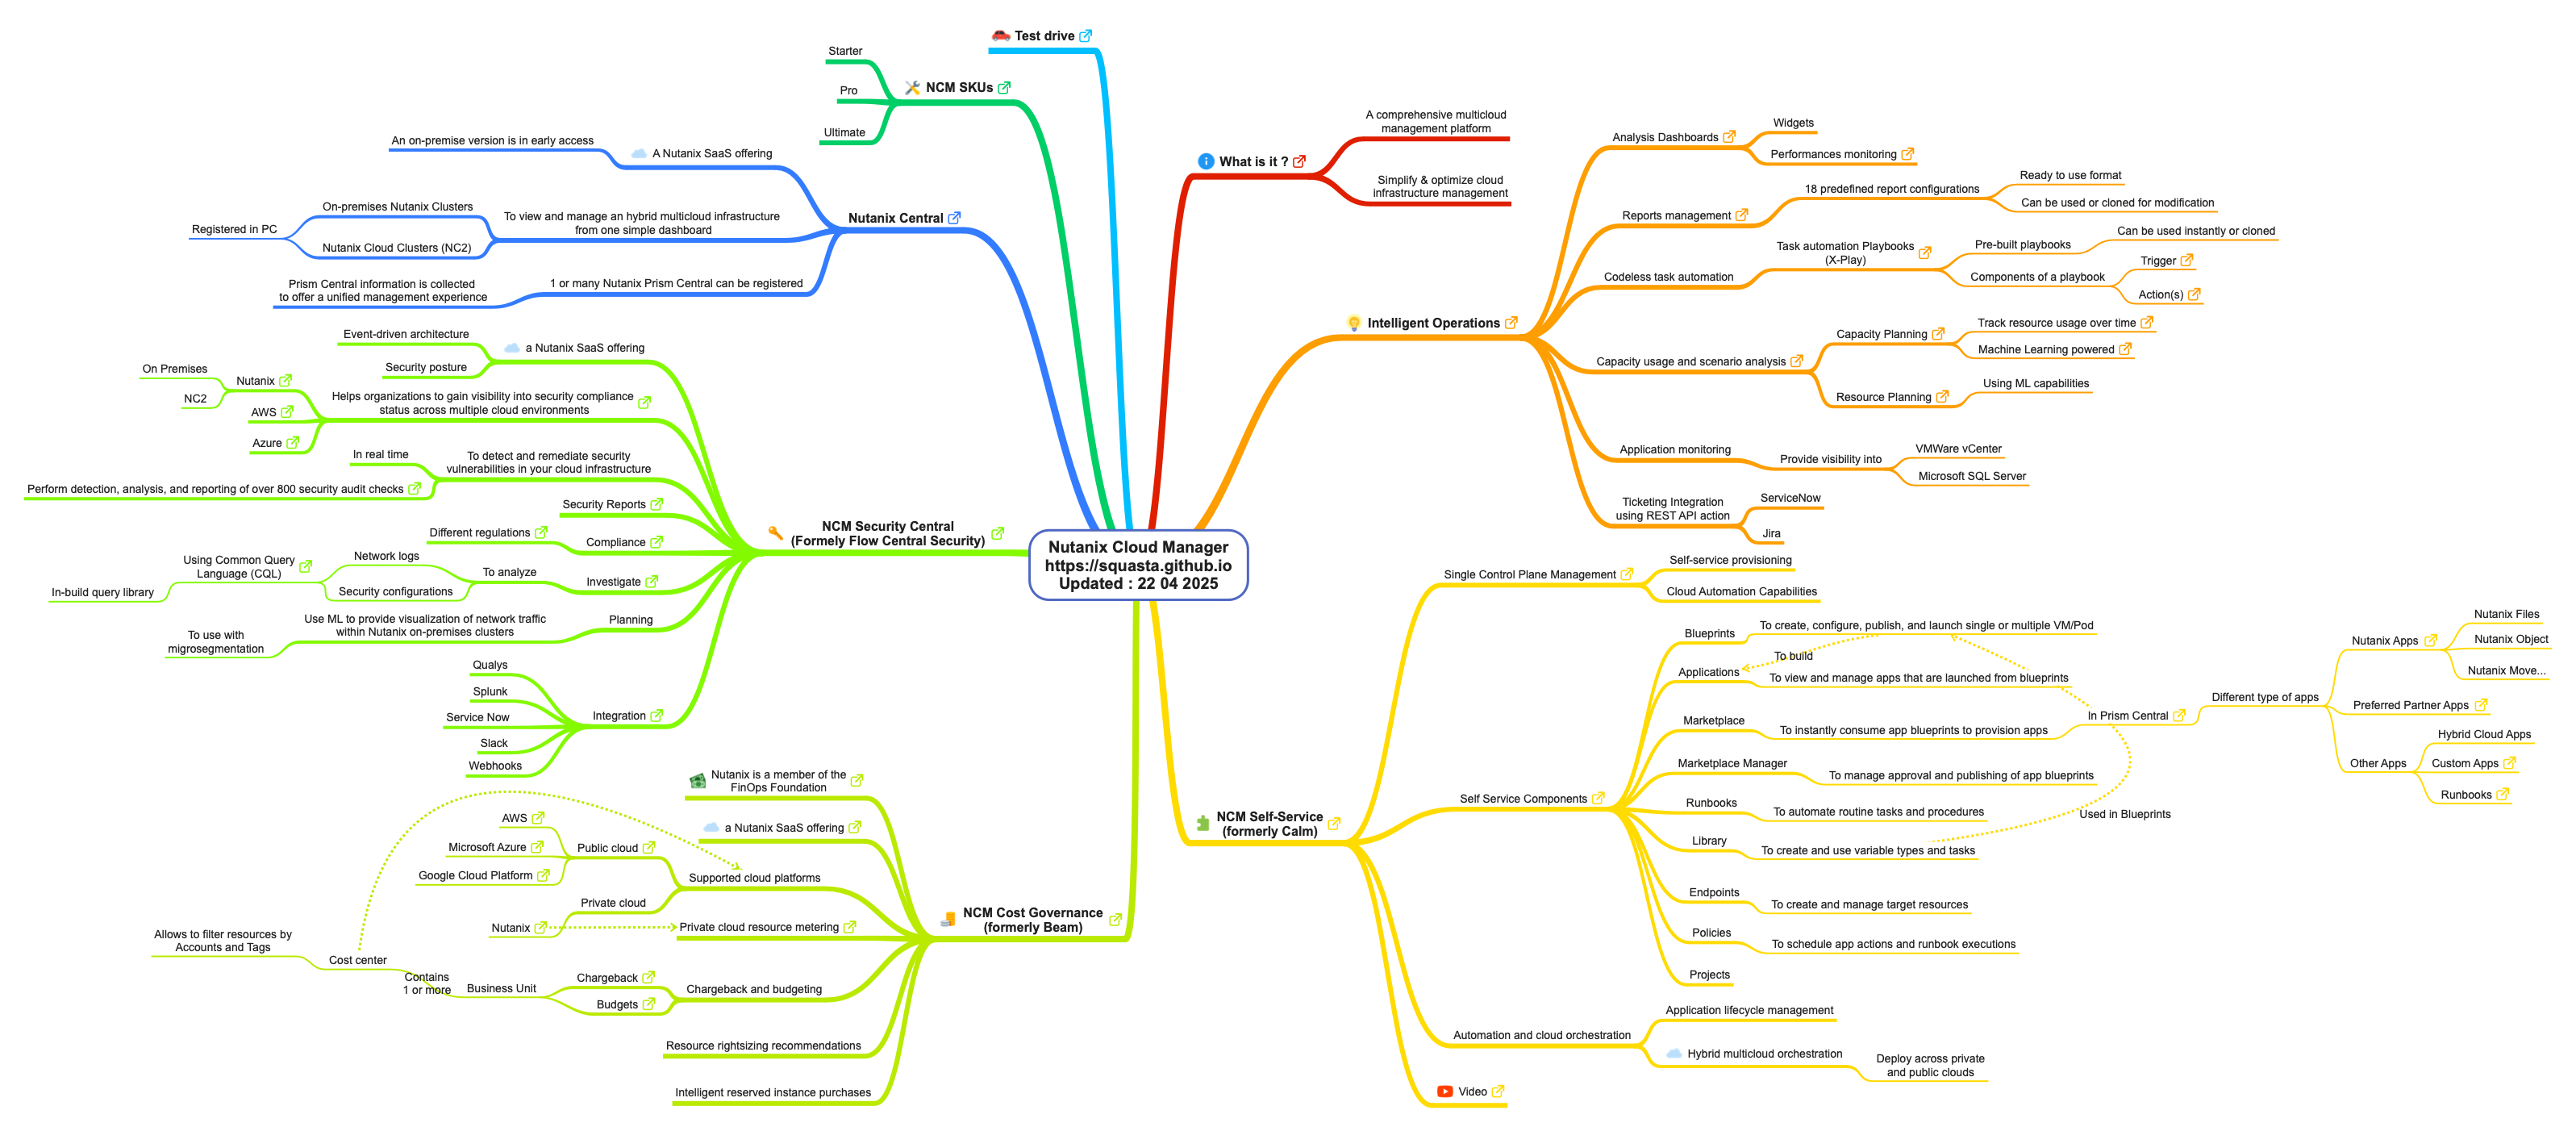 Nutanix Cloud Manager
https://squasta.github.io
Updated : 22 04 2025
Test drive
NCM SKUs
Starter
Pro
Ultimate
Nutanix Central
A Nutanix SaaS offering
An on-premise version is in early access
To view and manage an hybrid multicloud infrastructure
from one simple dashboard
On-premises Nutanix Clusters
Nutanix Cloud Clusters (NC2)
Registered in PC
1 or many Nutanix Prism Central can be registered
Prism Central information is collected
to offer a unified management experience
NCM Security Central
(Formely Flow Central Security)
a Nutanix SaaS offering
Event-driven architecture
Security posture
Helps organizations to gain visibility into security compliance
status across multiple cloud environments
Nutanix
On Premises
NC2
AWS
Azure
To detect and remediate security
vulnerabilities in your cloud infrastructure
In real time
Perform detection, analysis, and reporting of over 800 security audit checks
Security Reports
Compliance
Different regulations
Investigate
To analyze
Network logs
Security configurations
Using Common Query
Language (CQL)
In-build query library
Planning
Use ML to provide visualization of network traffic
within Nutanix on-premises clusters
To use with
migrosegmentation
Integration
Qualys
Splunk
Service Now
Slack
Webhooks
NCM Cost Governance
(formerly Beam)
Nutanix is a member of the
FinOps Foundation
a Nutanix SaaS offering
Supported cloud platforms
Public cloud
AWS
Microsoft Azure
Google Cloud Platform
Private cloud
Nutanix
Private cloud resource metering
Chargeback and budgeting
Chargeback
Budgets
Business Unit
Contains
1 or more
Cost center
Allows to filter resources by
Accounts and Tags
Resource rightsizing recommendations
Intelligent reserved instance purchases
What is it ?
A comprehensive multicloud
management platform
Simplify & optimize cloud
infrastructure management
Intelligent Operations
Analysis Dashboards
Widgets
Performances monitoring
Reports management
18 predefined report configurations
Ready to use format
Can be used or cloned for modification
Codeless task automation
Task automation Playbooks
(X-Play)
Pre-built playbooks
Can be used instantly or cloned
Components of a playbook
Trigger
Action(s)
Capacity usage and scenario analysis
Capacity Planning
Track resource usage over time
Machine Learning powered
Resource Planning
Using ML capabilities
Application monitoring
Provide visibility into
VMWare vCenter
Microsoft SQL Server
Ticketing Integration
using REST API action
ServiceNow
Jira
NCM Self-Service
(formerly Calm)
Single Control Plane Management
Self-service provisioning
Cloud Automation Capabilities
Self Service Components
Blueprints
To create, configure, publish, and launch single or multiple VM/Pod
To build
Applications
To view and manage apps that are launched from blueprints
Marketplace
To instantly consume app blueprints to provision apps
In Prism Central
Different type of apps
Nutanix Apps
Nutanix Files
Nutanix Object
Nutanix Move...
Preferred Partner Apps
Other Apps
Hybrid Cloud Apps
Custom Apps
Runbooks
Marketplace Manager
To manage approval and publishing of app blueprints
Runbooks
To automate routine tasks and procedures
Used in Blueprints
Library
To create and use variable types and tasks
Endpoints
To create and manage target resources
Policies
To schedule app actions and runbook executions
Projects
Automation and cloud orchestration
Application lifecycle management
Hybrid multicloud orchestration
Deploy across private
and public clouds
Video